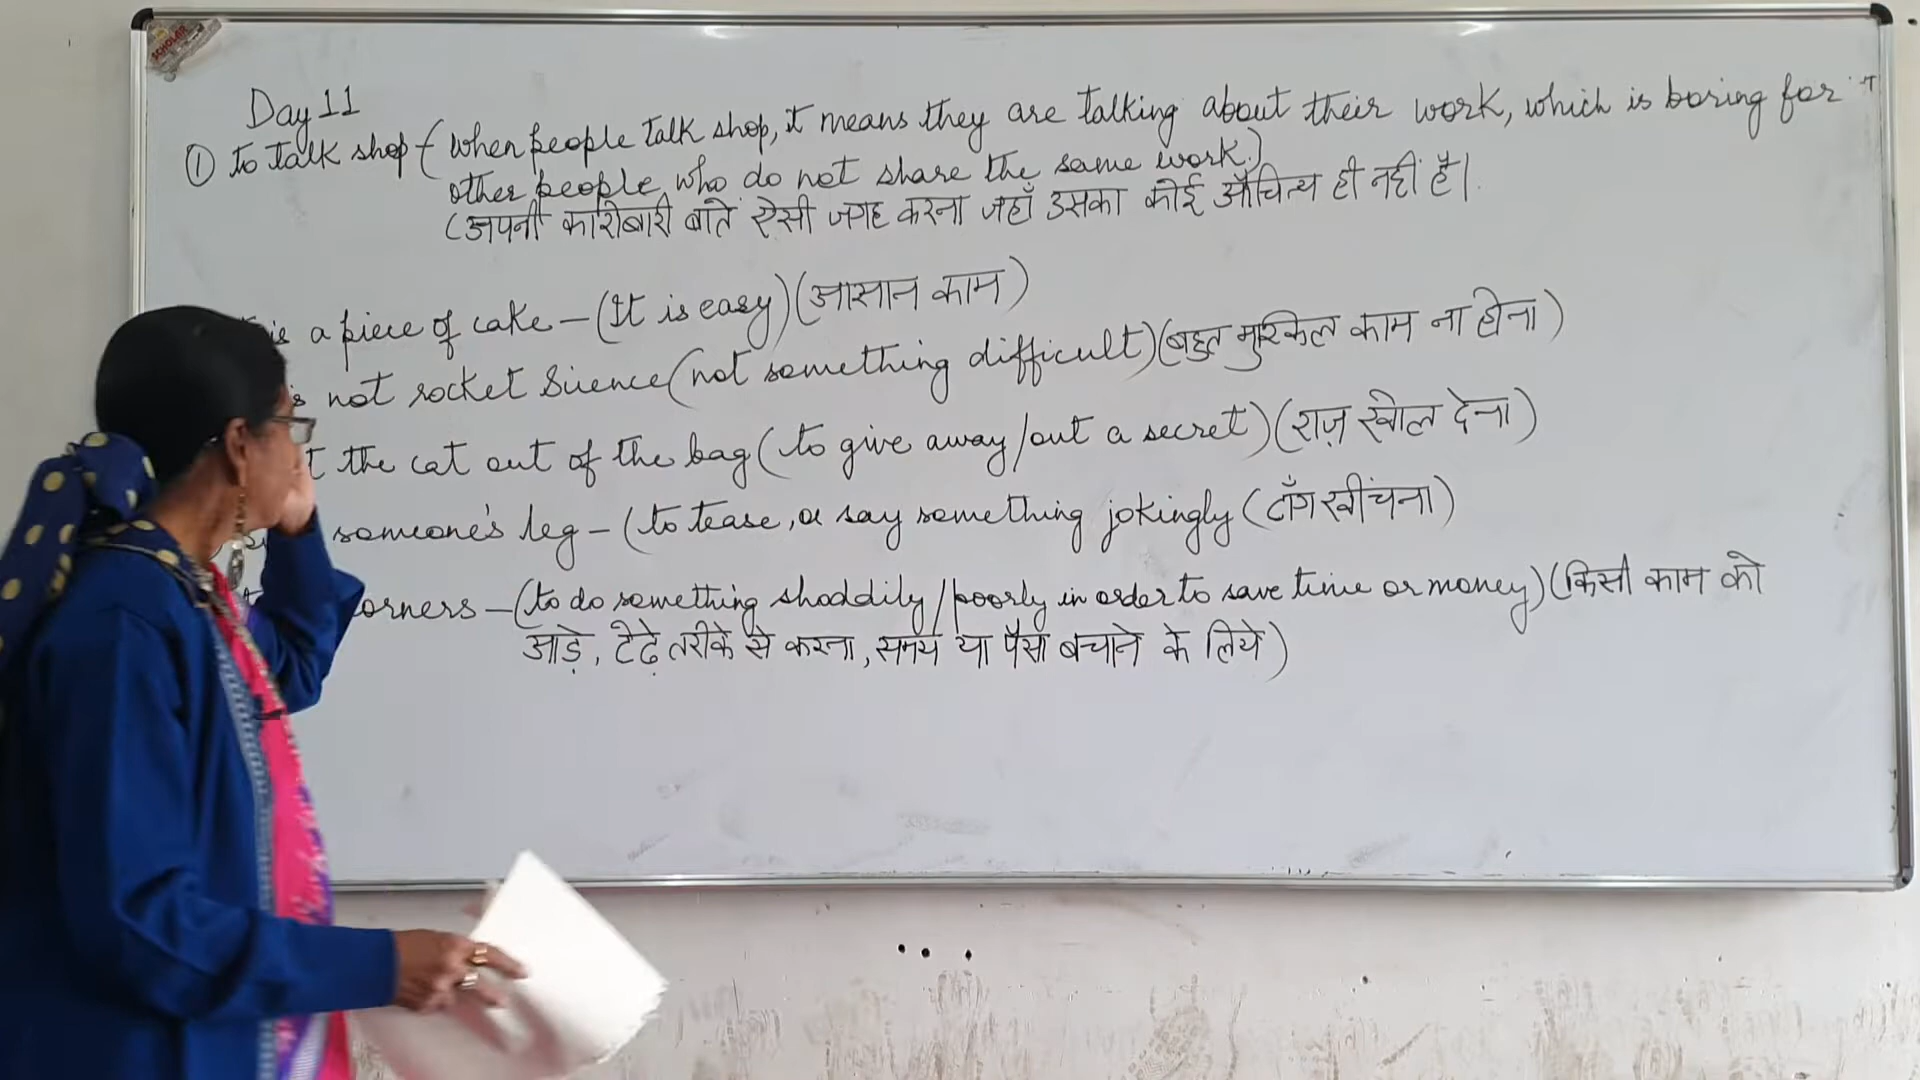 SCHOLAR
Day 11
① to talk shop - (when people talk shop, it means they are talking about their work, which is boring for
other people who do not share the same work.)
(अपनी कारोबारी बातें ऐसी जगह करना जहाँ उसका कोई औचित्य ही नहीं है।
is a piece of cake - (It is easy) (आसान काम)
not rocket Sience (not something difficult) (बहुत मुश्किल काम ना होना)
the cat out of the bag (to give away/out a secret) (राज़ खोल देना)
someone's leg - (to tease, or say something jokingly (टाँग खींचना)
orners - (to do something shoddily/poorly in order to save time or money) (किसी काम को
आड़े, टेढ़े तरीके से करना, समय या पैसा बचाने के लिये)